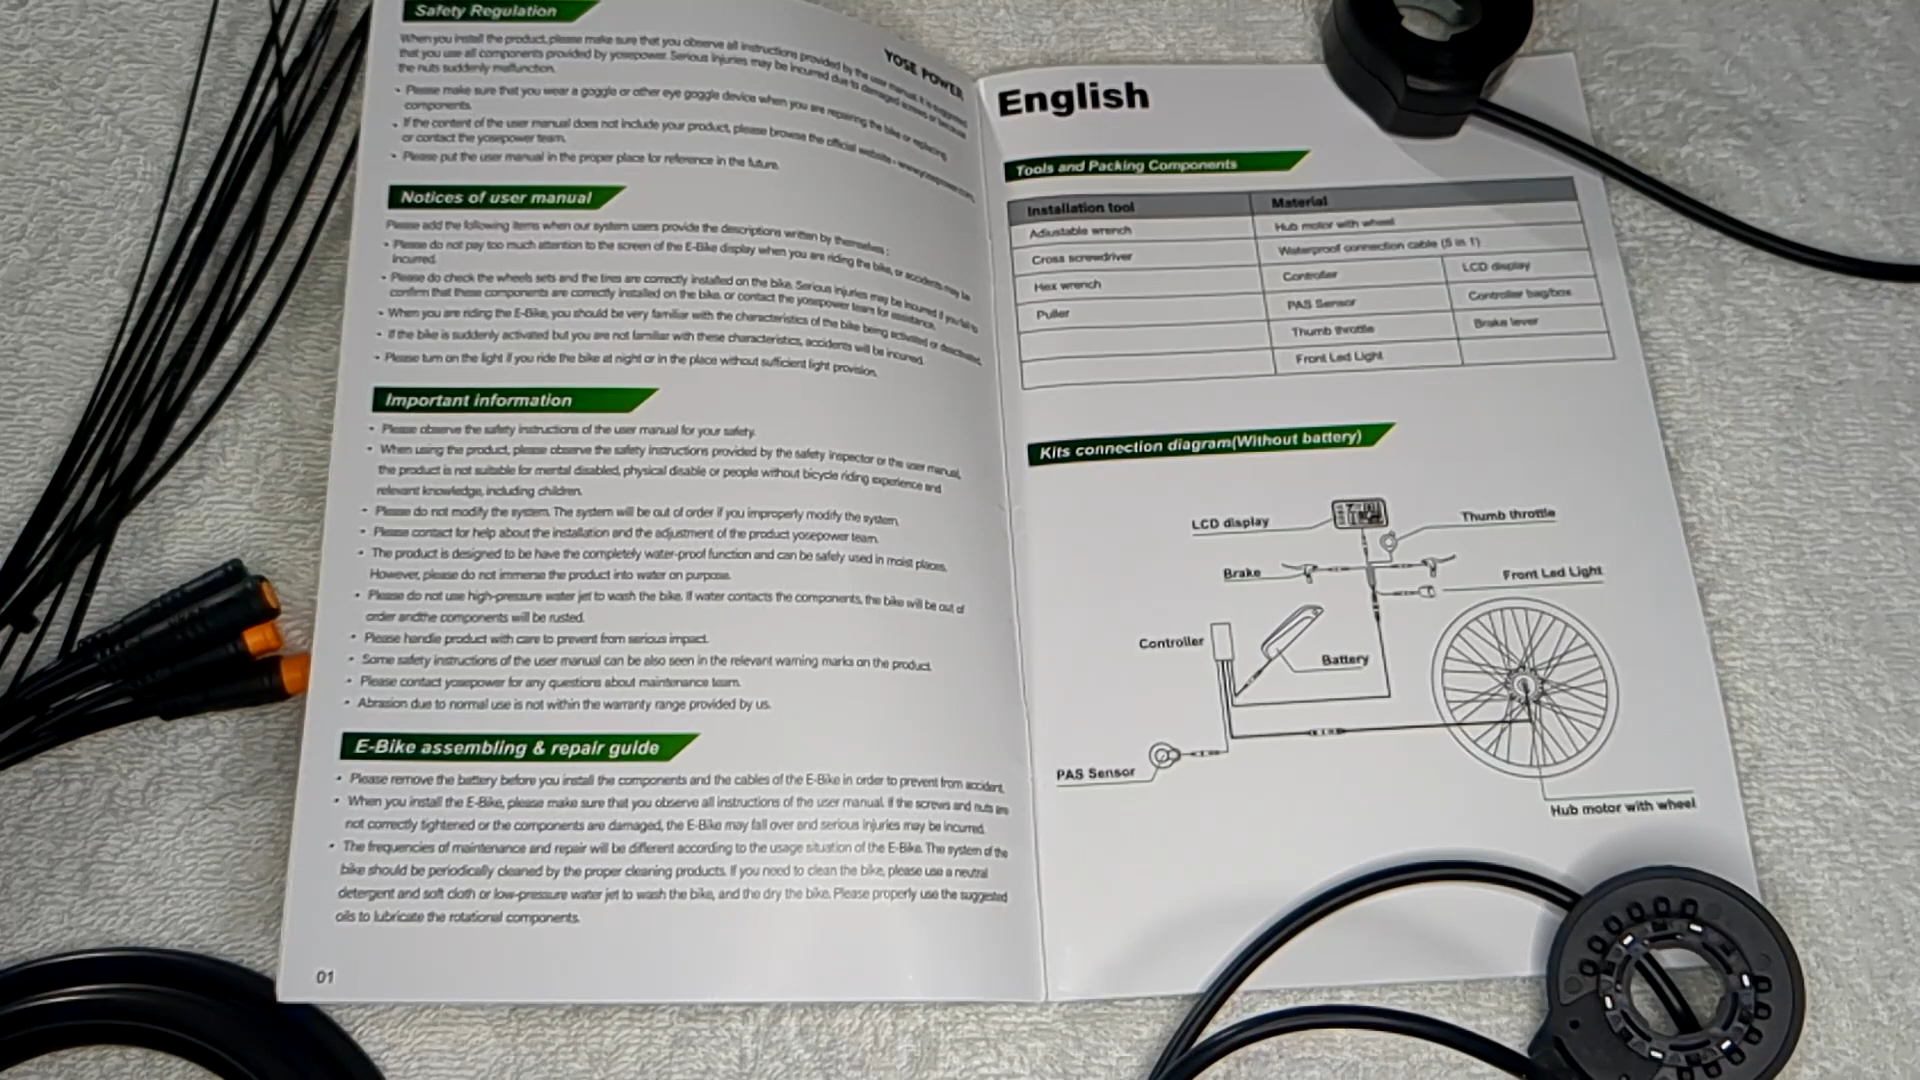 Safety Regulation
YOSE POWER
When you install the product, please make sure that you observe all instructions provided by the user manual. It is suggested
that you use all components provided by yosepower. Serious injuries may be incurred due to damaged screws or because
the nuts suddenly malfunction.
• Please make sure that you wear a goggle or other eye goggle device when you are repairing the bike or replacing
components.
• If the content of the user manual does not include your product, please browse the official website - www.yosepower.com,
or contact the yosepower team.
• Please put the user manual in the proper place for reference in the future.
Notices of user manual
Please add the following items when our system users provide the descriptions written by themselves :
• Please do not pay too much attention to the screen of the E-Bike display when you are riding the bike, or accidents may be
incurred.
• Please do check the wheels sets and the tires are correctly installed on the bike. Serious injuries may be incurred if you fail to
confirm that these components are correctly installed on the bike. or contact the yosepower team for assistance.
• When you are riding the E-Bike, you should be very familiar with the characteristics of the bike being activated or deactivated,
• If the bike is suddenly activated but you are not familiar with these characteristics, accidents will be incurred.
• Please turn on the light if you ride the bike at night or in the place without sufficient light provision.
Important information
• Please observe the safety instructions of the user manual for your safety.
• When using the product, please observe the safety instructions provided by the safety inspector or the user manual,
the product is not suitable for mental disabled, physical disable or people without bicycle riding experience and
relevant knowledge, including children.
• Please do not modify the system. The system will be out of order if you improperly modify the system.
• Please contact for help about the installation and the adjustment of the product yosepower team.
• The product is designed to be have the completely water-proof function and can be safely used in moist places.
However, please do not immerse the product into water on purpose.
• Please do not use high-pressure water jet to wash the bike. If water contacts the components, the bike will be out of
order andthe components will be rusted.
• Please handle product with care to prevent from serious impact.
• Some safety instructions of the user manual can be also seen in the relevant warning marks on the product.
• Please contact yosepower for any questions about maintenance team.
• Abrasion due to normal use is not within the warranty range provided by us.
E-Bike assembling & repair guide
• Please remove the battery before you install the components and the cables of the E-Bike in order to prevent from accident.
• When you install the E-Bike, please make sure that you observe all instructions of the user manual. if the screws and nuts are
not correctly tightened or the components are damaged, the E-Bike may fall over and serious injuries may be incurred.
• The frequencies of maintenance and repair will be different according to the usage situation of the E-Bike. The system of the
bike should be periodically cleaned by the proper cleaning products. If you need to clean the bike, please use a neutral
detergent and soft cloth or low-pressure water jet to wash the bike, and the dry the bike. Please properly use the suggested
oils to lubricate the rotational components.
01
English
Tools and Packing Components
Installation tool Material
Adjustable wrench Hub motor with wheel
Cross screwdriver Waterproof connection cable (5 in 1)
Hex wrench Controller LCD display
Puller PAS Sensor Controller bag/box
Thumb throttle Brake lever
Front Led Light
Kits connection diagram(Without battery)
LCD display
Thumb throttle
Brake
Front Led Light
Controller
Battery
PAS Sensor
Hub motor with wheel